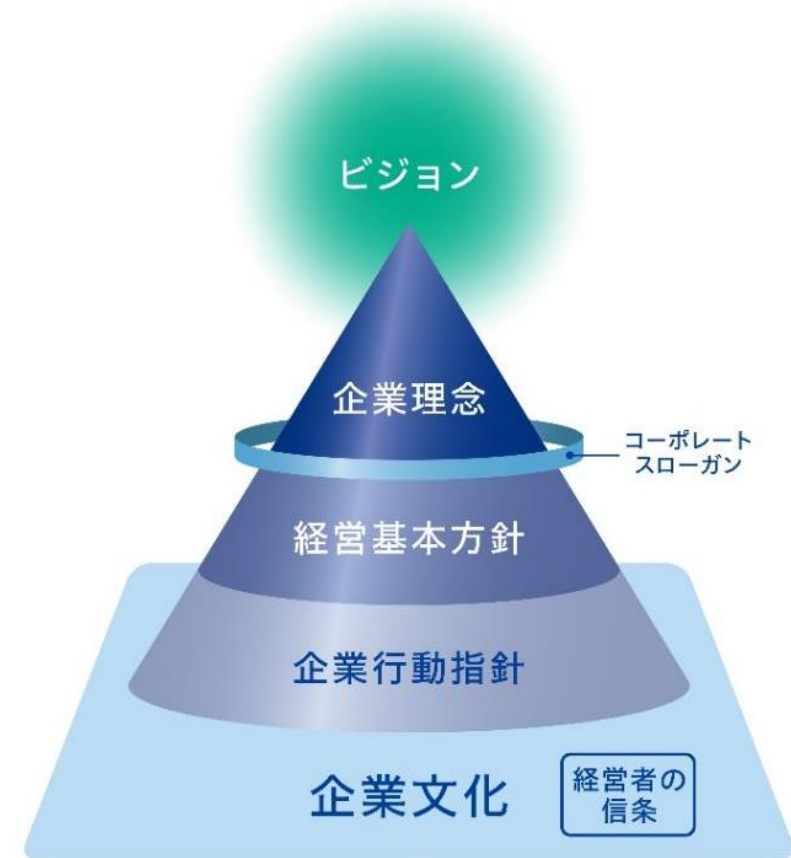 ビジョン
企業理念
コーポレート
スローガン
経営基本方針
企業行動指針
企業文化
経営者の
信条